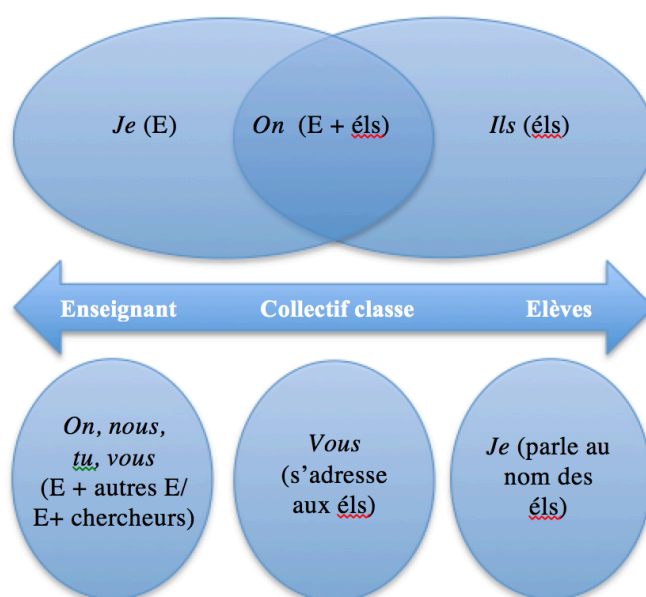 Je (E)
On (E + éls)
Ils (éls)
Enseignant
Collectif classe
Elèves
On, nous,
tu, vous
(E + autres E/
E+ chercheurs)
Vous
(s’adresse
aux éls)
Je (parle au
nom des
éls)